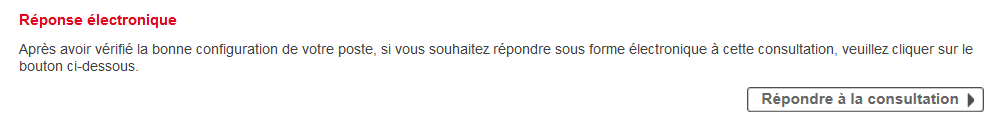 Réponse électronique
Après avoir vérifié la bonne configuration de votre poste, si vous souhaitez répondre sous forme électronique à cette consultation, veuillez cliquer sur le
bouton ci-dessous.
Répondre à la consultation